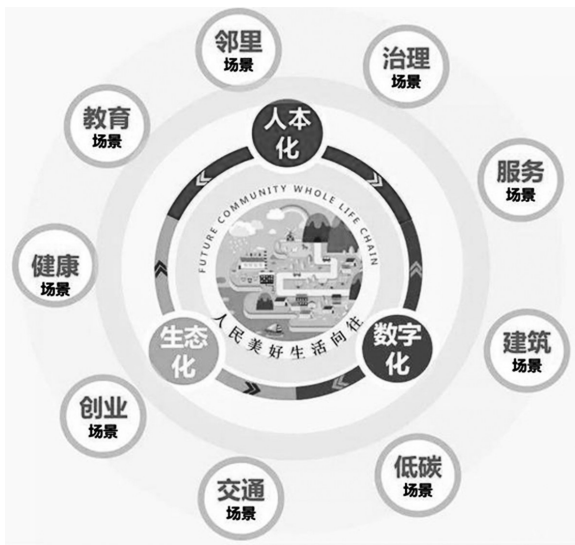 邻里
场景
治理
场景
教育
场景
人本
化
服务
场景
FUTURE COMMUNITY WHOLE LIFE CHAIN
健康
场景
人民美好生活向往
生态
化
数字
化
建筑
场景
创业
场景
低碳
场景
交通
场景